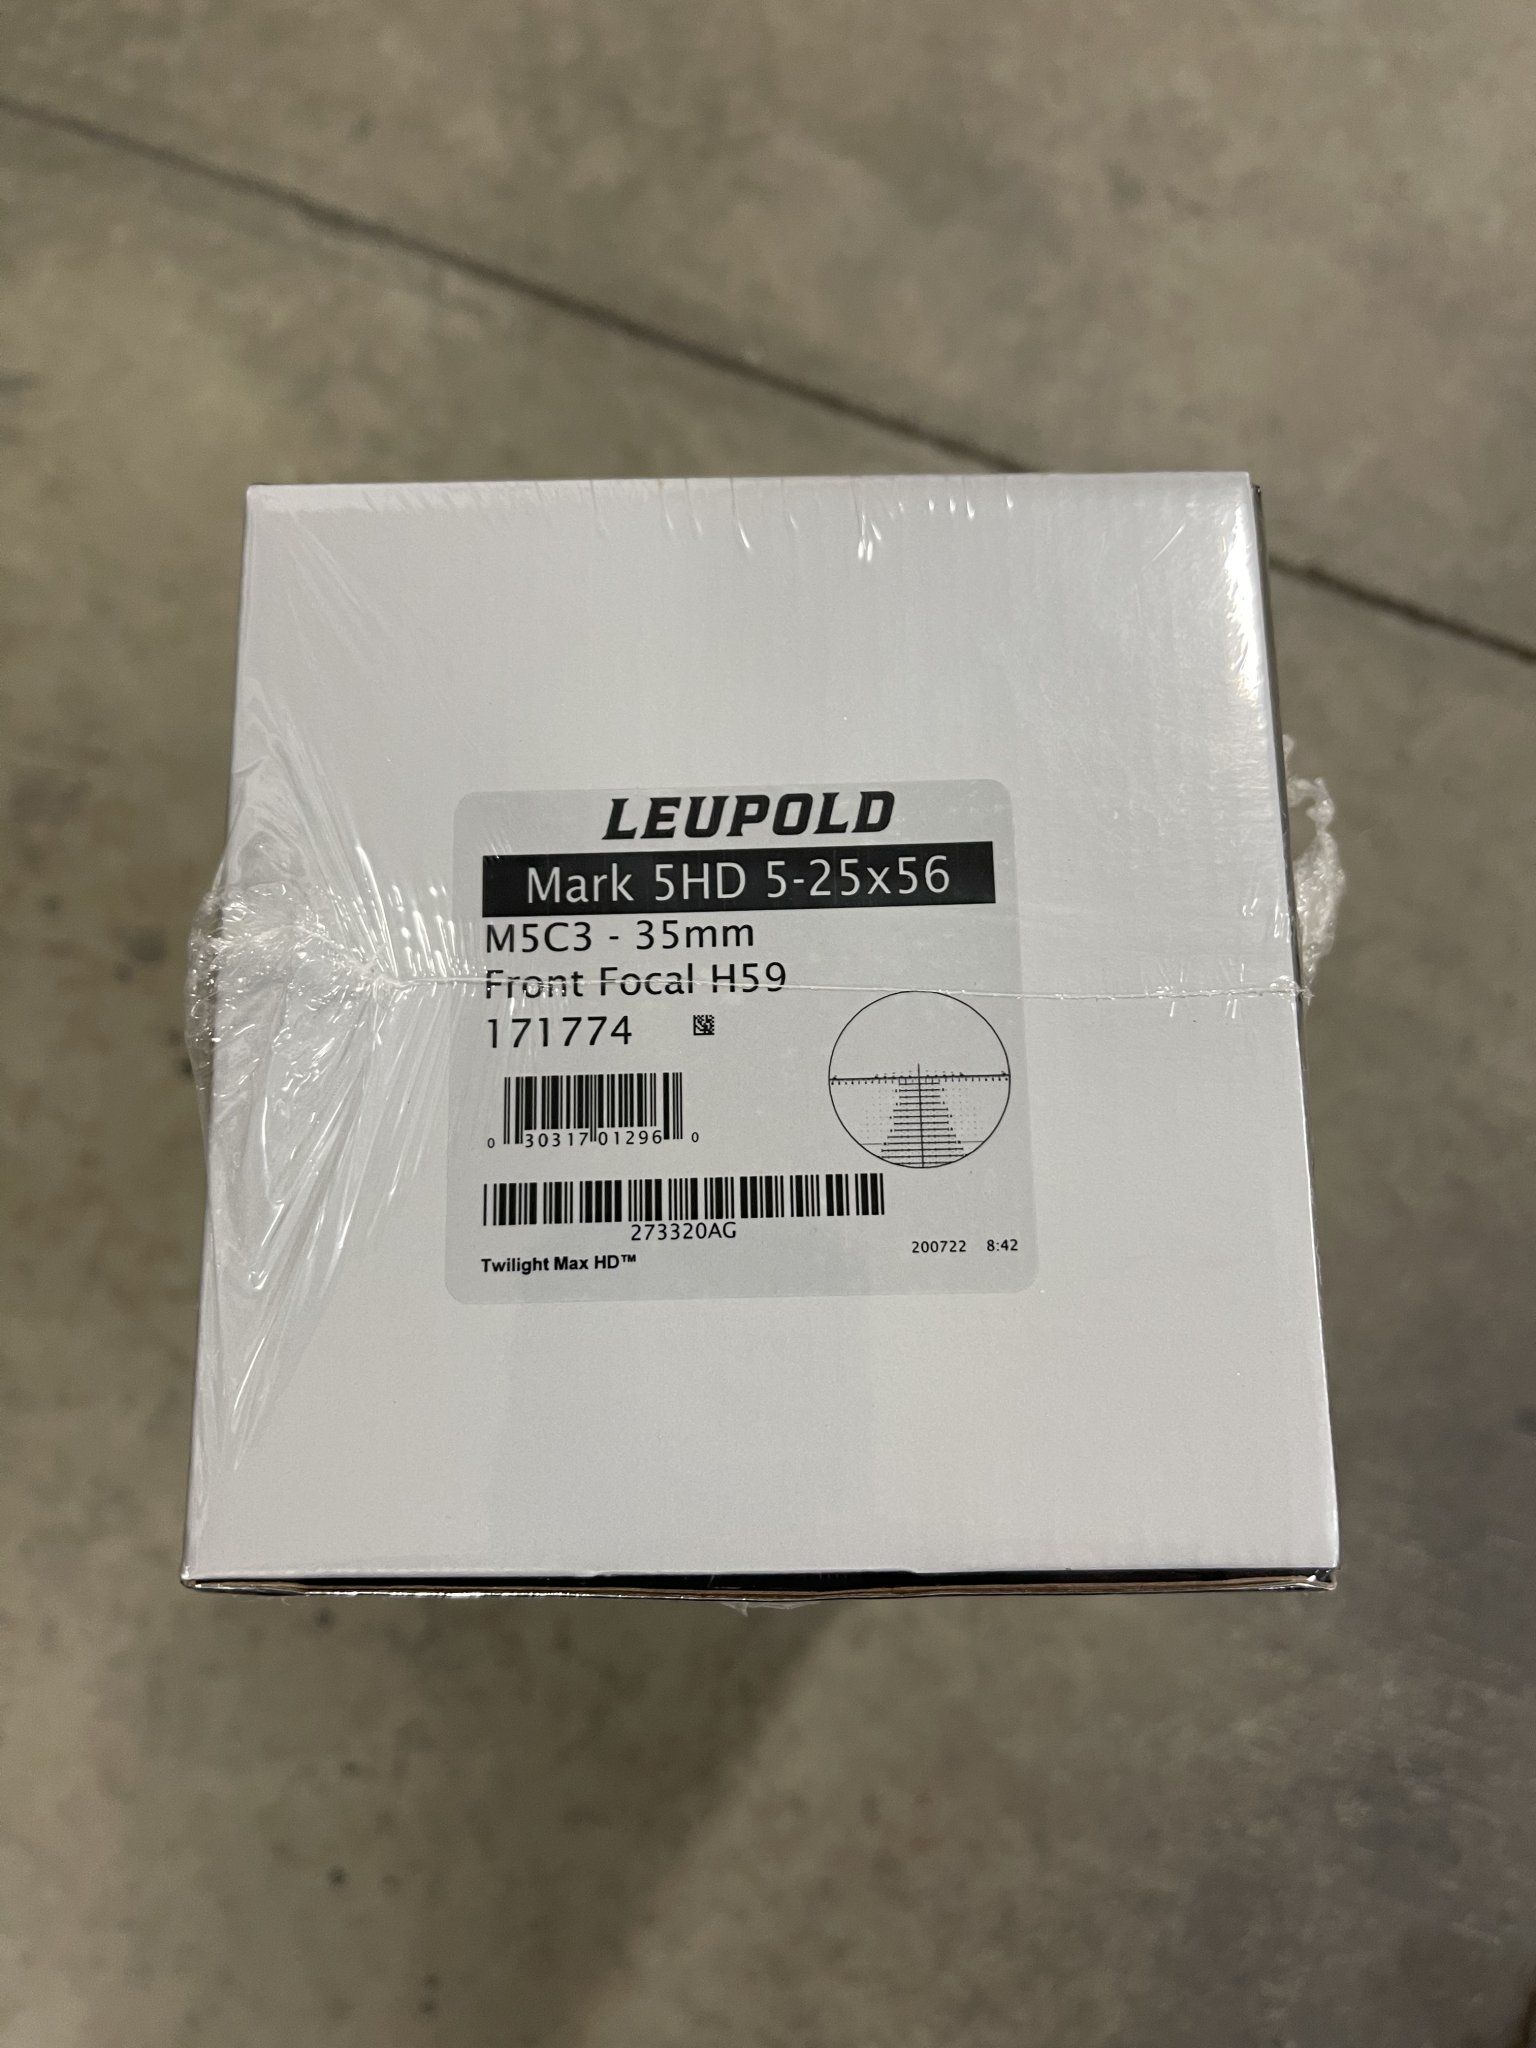 LEUPOLD
Mark 5HD 5-25x56
M5C3 - 35mm
Front Focal H59
171774
0 30317 01296 0
273320AG
Twilight Max HD™
200722 8:42